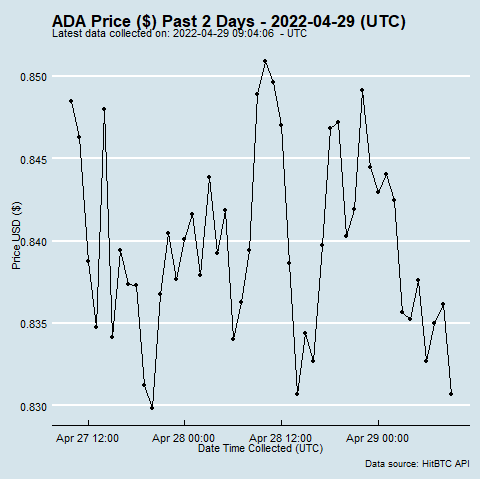 ADA Price ($) Past 2 Days - 2022-04-29 (UTC)
Latest data collected on: 2022-04-29 09:04:06  - UTC
0.850
0.845
0.840
0.835
0.830
Price USD ($)
Apr 27 12:00
Apr 28 00:00
Apr 28 12:00
Apr 29 00:00
Date Time Collected (UTC)
Data source: HitBTC API